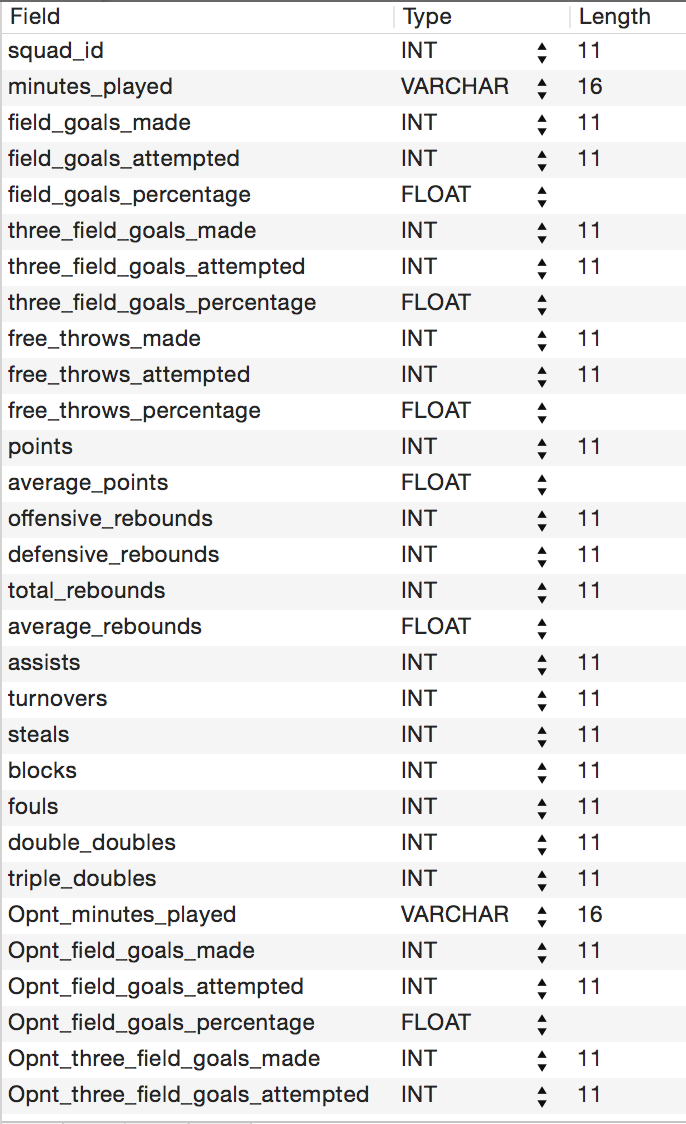 Field Type Length
squad_id INT 11
minutes_played VARCHAR 16
field_goals_made INT 11
field_goals_attempted INT 11
field_goals_percentage FLOAT
three_field_goals_made INT 11
three_field_goals_attempted INT 11
three_field_goals_percentage FLOAT
free_throws_made INT 11
free_throws_attempted INT 11
free_throws_percentage FLOAT
points INT 11
average_points FLOAT
offensive_rebounds INT 11
defensive_rebounds INT 11
total_rebounds INT 11
average_rebounds FLOAT
assists INT 11
turnovers INT 11
steals INT 11
blocks INT 11
fouls INT 11
double_doubles INT 11
triple_doubles INT 11
Opnt_minutes_played VARCHAR 16
Opnt_field_goals_made INT 11
Opnt_field_goals_attempted INT 11
Opnt_field_goals_percentage FLOAT
Opnt_three_field_goals_made INT 11
Opnt_three_field_goals_attempted INT 11